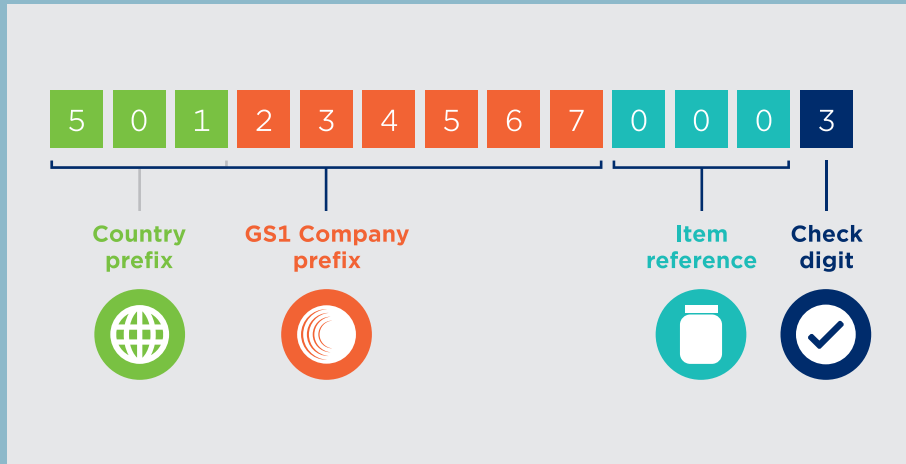 5 0 1 2 3 4 5 6 7 0 0 0 3
Country
prefix
GS1 Company
prefix
Item
reference
Check
digit